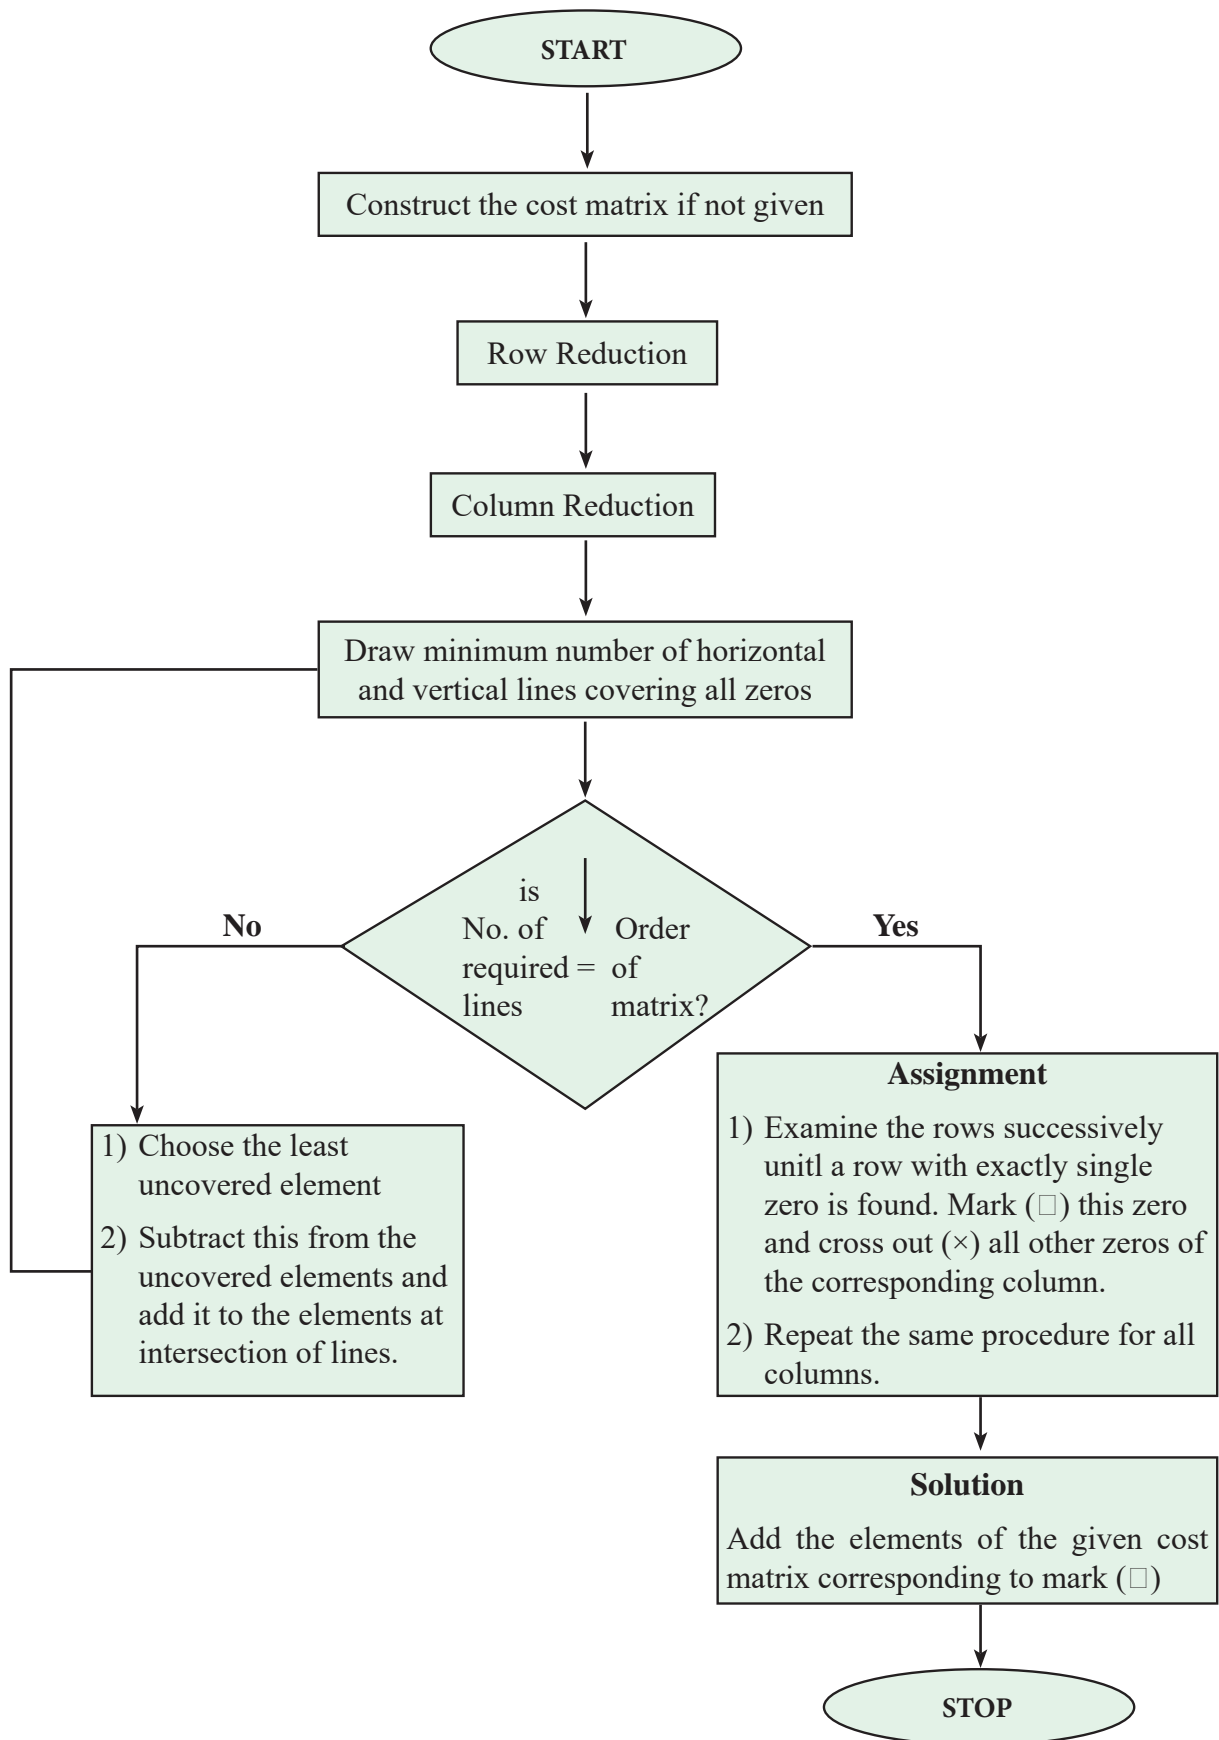 START
Construct the cost matrix if not given
Row Reduction
Column Reduction
Draw minimum number of horizontal
and vertical lines covering all zeros
is
No. of Order
required = of
lines matrix?
No
Yes
1) Choose the least
uncovered element
2) Subtract this from the
uncovered elements and
add it to the elements at
intersection of lines.
Assignment
1) Examine the rows successively
unitl a row with exactly single
zero is found. Mark (□) this zero
and cross out (×) all other zeros of
the corresponding column.
2) Repeat the same procedure for all
columns.
Solution
Add the elements of the given cost
matrix corresponding to mark (□)
STOP